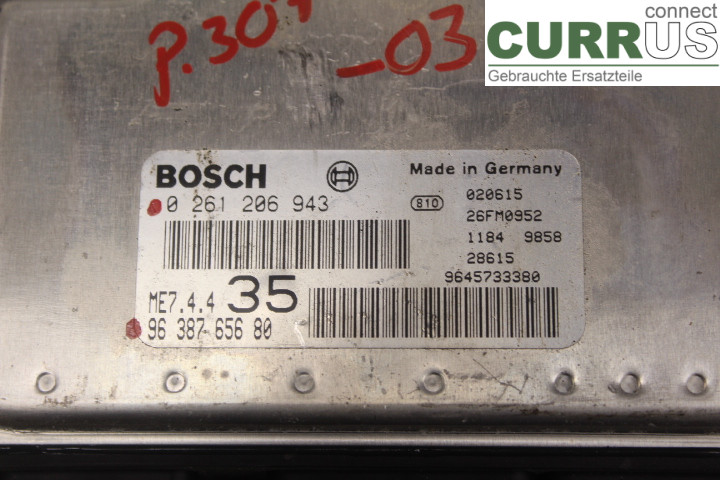 P.307
-03
connect
CURRUS
Gebrauchte Ersatzteile
BOSCH
Made in Germany
0 261 206 943
810
020615
26FM0952
1184 9858
28615
9645733380
ME7.4.4 35
96 387 656 80